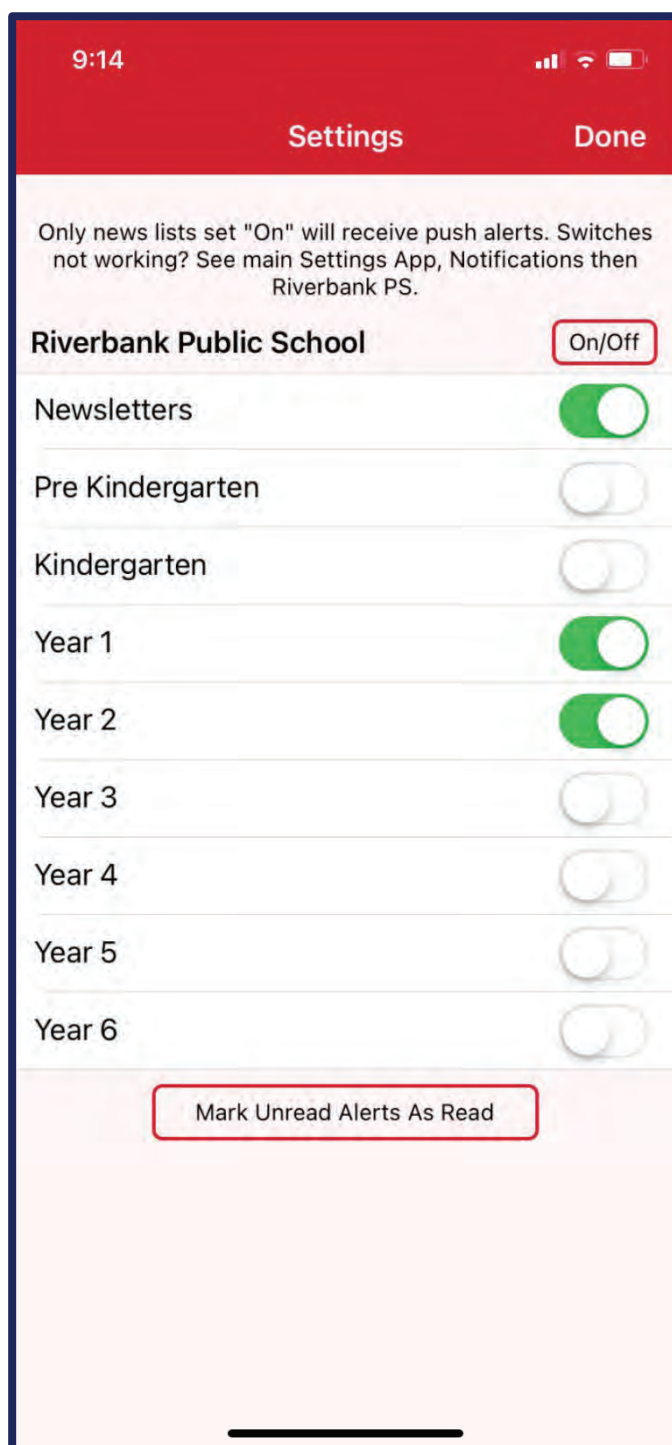 9:14
Settings Done
Only news lists set "On" will receive push alerts. Switches
not working? See main Settings App, Notifications then
Riverbank PS.
Riverbank Public School On/Off
Newsletters
Pre Kindergarten
Kindergarten
Year 1
Year 2
Year 3
Year 4
Year 5
Year 6
Mark Unread Alerts As Read